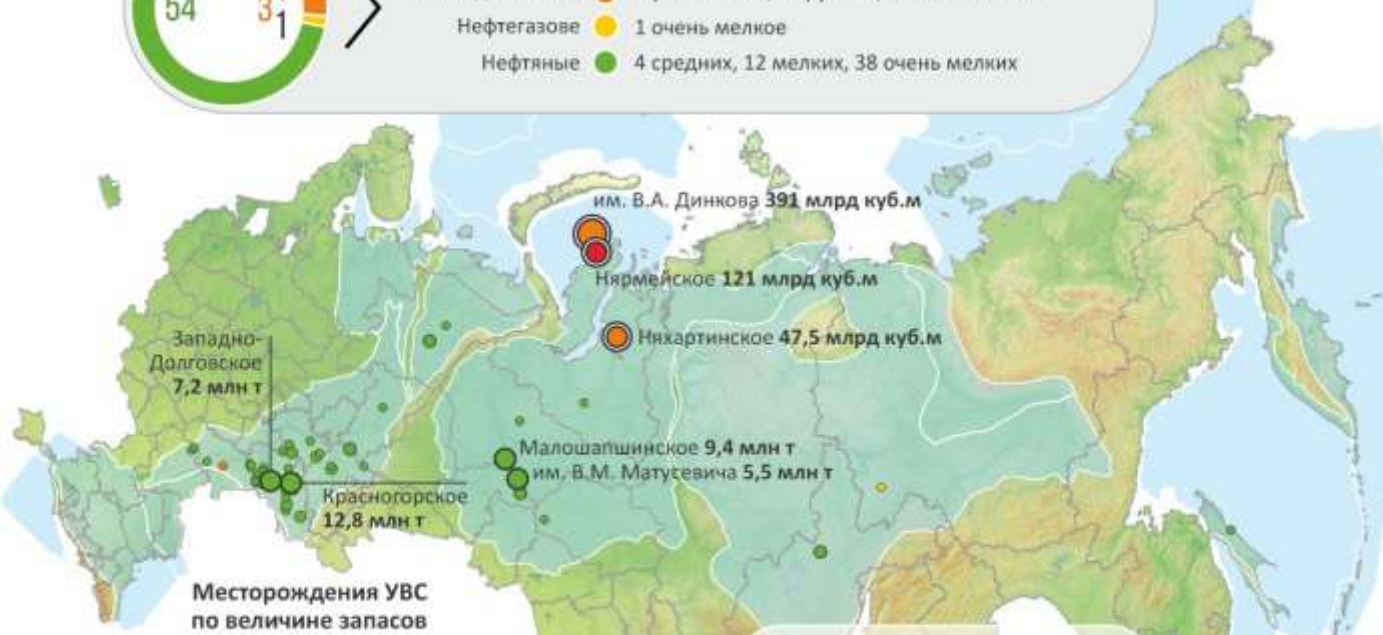 54
3
1
Нефтегазове
1 очень мелкое
Нефтяные
4 средних, 12 мелких, 38 очень мелких
им. В.А. Динкова 391 млрд куб.м
Нярмейское 121 млрд куб.м
Няхартинское 47,5 млрд куб.м
Западно-
Долговское
7,2 млн т
Малошапшинское 9,4 млн т
им. В.М. Матусевича 5,5 млн т
Красногорское
12,8 млн т
Месторождения УВС
по величине запасов